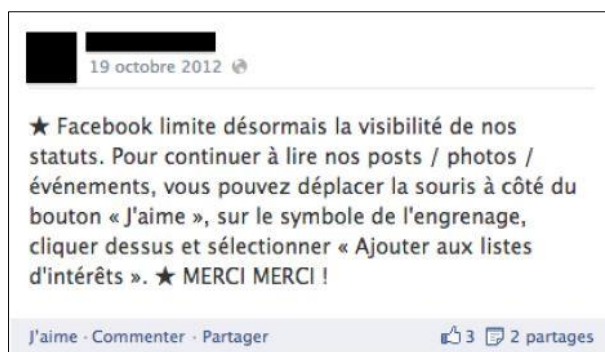 19 octobre 2012
★ Facebook limite désormais la visibilité de nos
statuts. Pour continuer à lire nos posts / photos /
événements, vous pouvez déplacer la souris à côté du
bouton « J'aime », sur le symbole de l'engrenage,
cliquer dessus et sélectionner « Ajouter aux listes
d'intérêts ». ★ MERCI MERCI !
J'aime · Commenter · Partager 3 2 partages